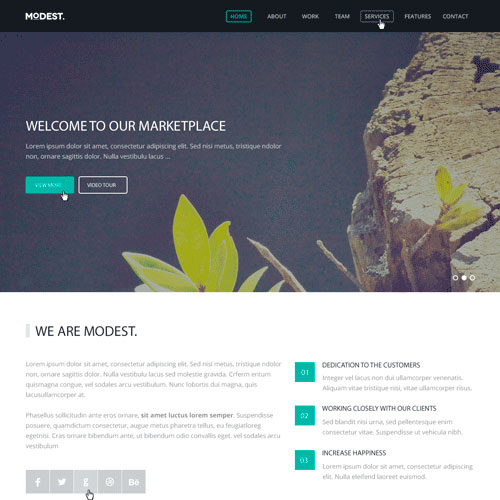 MODEST.
HOME ABOUT WORK TEAM SERVICES FEATURES CONTACT
WELCOME TO OUR MARKETPLACE
Lorem ipsum dolor sit amet, consectetur adipiscing elit. Sed nisi metus, tristique ndolor
non, ornare sagittis dolor. Nulla vestibulu lacus ...
VIEW MORE VIDEO TOUR
WE ARE MODEST.
Lorem ipsum dolor sit amet, consectetur adipiscing elit. Sed nisi metus, tristique ndolor non,
ornare sagittis dolor. Nulla vestibulum lacus sed molestie gravida. Crferm entum quam
quismagna congue, vel sodales arcu vestibulum. Nunc lobortis dui magna, quis
lacusullamcorper at.
Phasellus sollicitudin ante eros ornare, sit amet luctus lorem semper. Suspendisse
posuere, quamdictum consectetur, augue metus pharetra tellus, eu feugiatloreg
egetnisi. Cras ornare bibendum ante, ut bibendum odio convallis eget. vel sodales arcu
vestibulum
f g Bē
01 DEDICATION TO THE CUSTOMERS
Integer vel lacus non dui ullamcorper venenatis.
Aliquam vitae tristique nisi, vitae ullamcorper risus.
02 WORKING CLOSELY WITH OUR CLIENTS
Sed blandit nisi urna, sed pellentesque enim
consectetur vitae. Suspendisse ut vehicula nibh.
03 INCREASE HAPPINESS
Lorem ipsum dolor sit amet, consectetur adipiscing
elit. Sed nisi metus, tristique ndolor non.